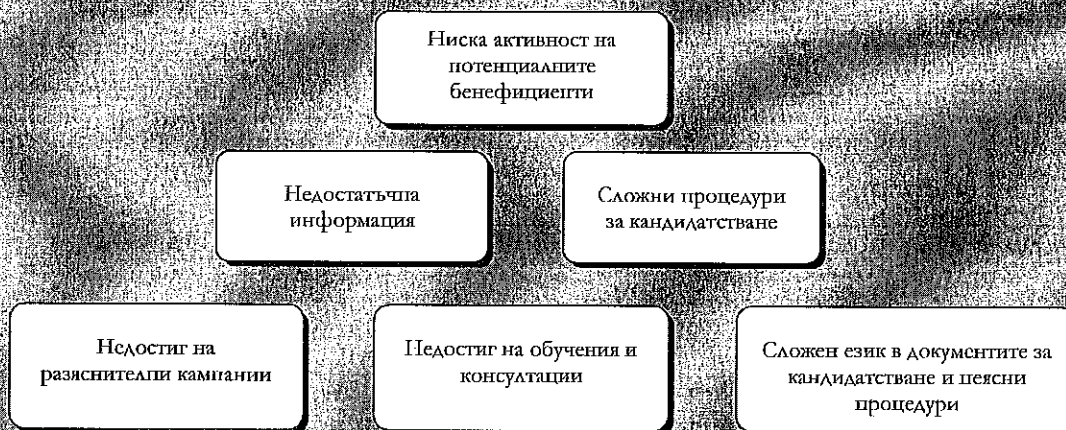 Ниска активност на
потенциалните
бенефициенти
Недостатъчна
информация
Сложни процедури
за кандидатстване
Недостиг на
разяснителни кампании
Недостиг на обучения и
консултации
Сложен език в документите за
кандидатстване и неясни
процедури